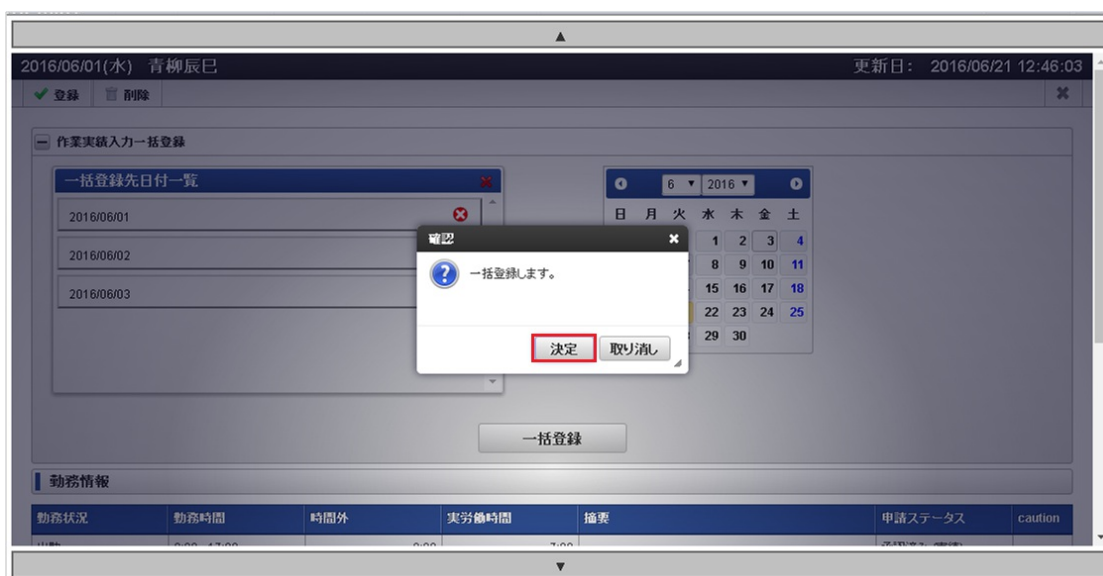 ▲
2016/06/01(水) 青柳辰巳 更新日： 2016/06/21 12:46:03
登録 削除
作業実績入力一括登録
一括登録先日付一覧
6 2016
日 月 火 水 木 金 土
2016/06/01
1 2 3 4
2016/06/02
8 9 10 11
2016/06/03
15 16 17 18
22 23 24 25
29 30
確認
一括登録します。
決定 取り消し
一括登録
勤務情報
勤務状況 勤務時間 時間外 実労働時間 摘要 申請ステータス caution
▼